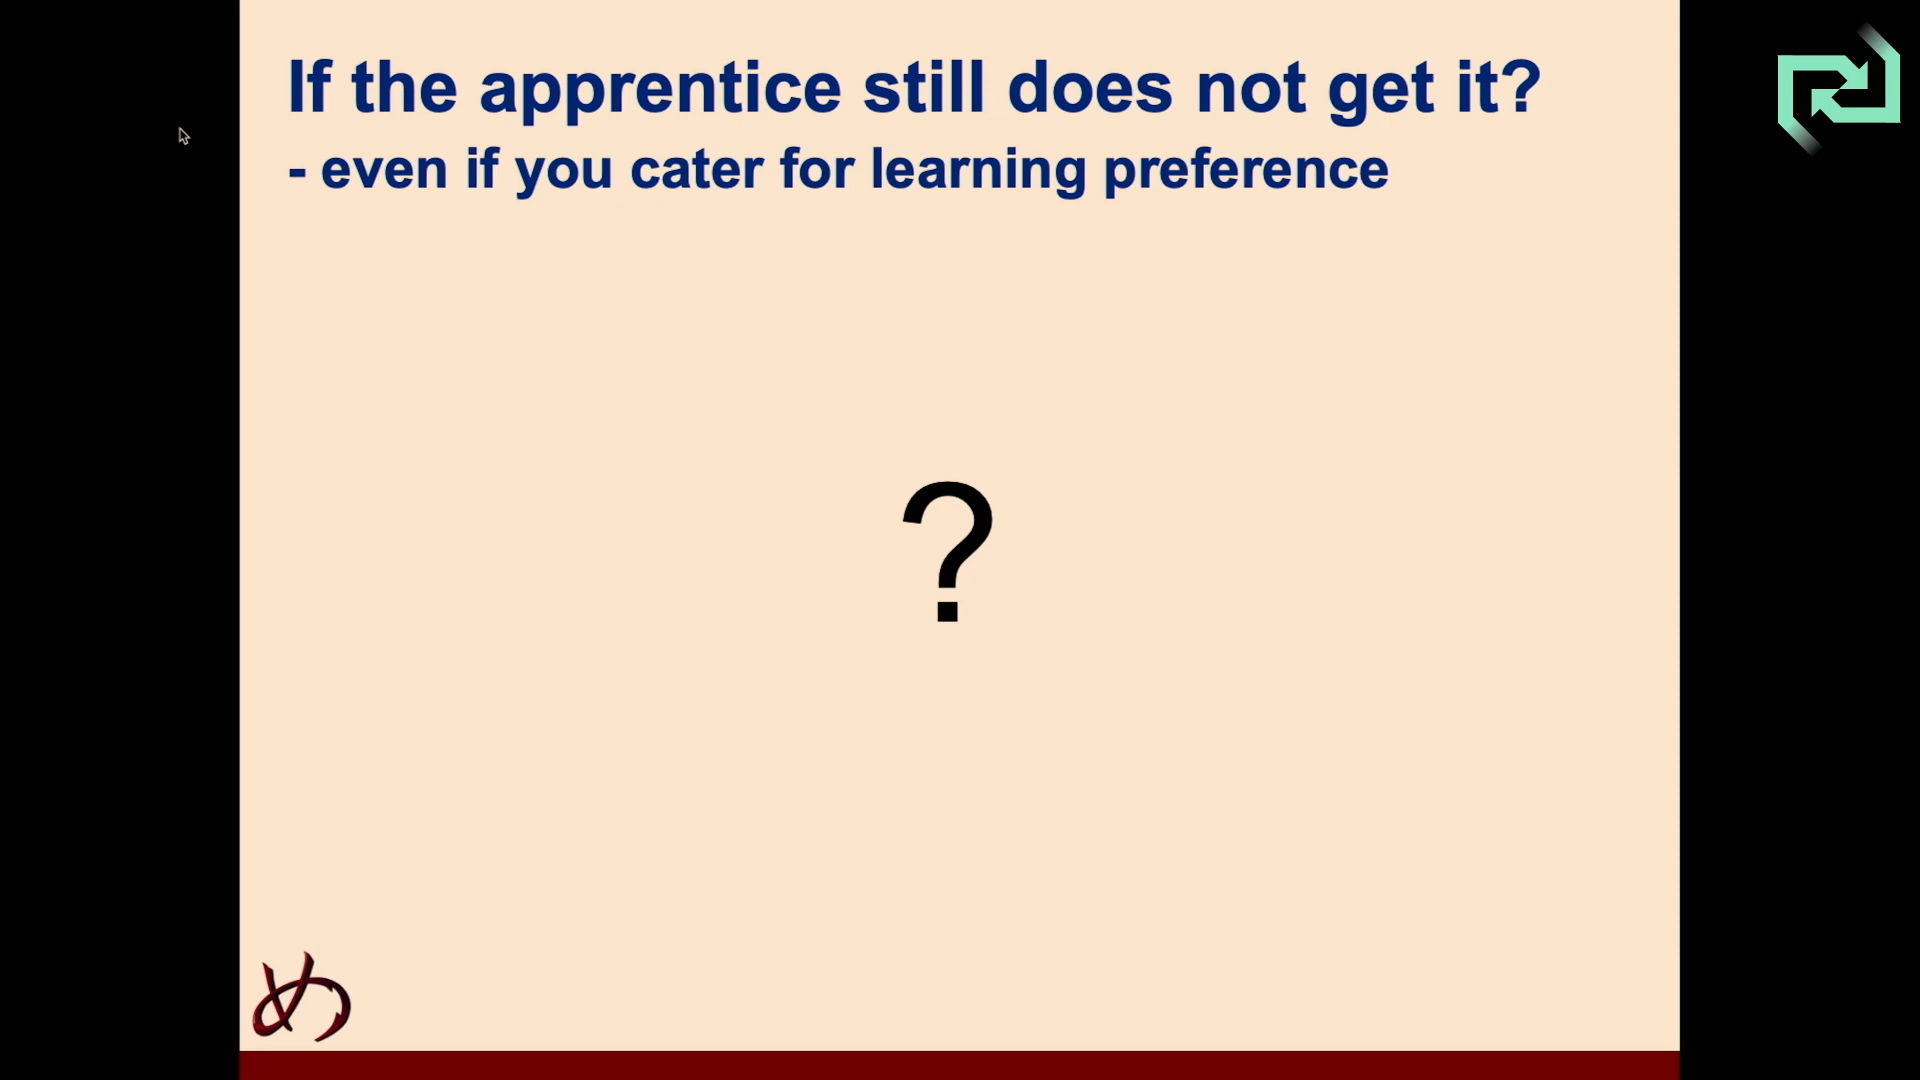 If the apprentice still does not get it?
- even if you cater for learning preference
?
め